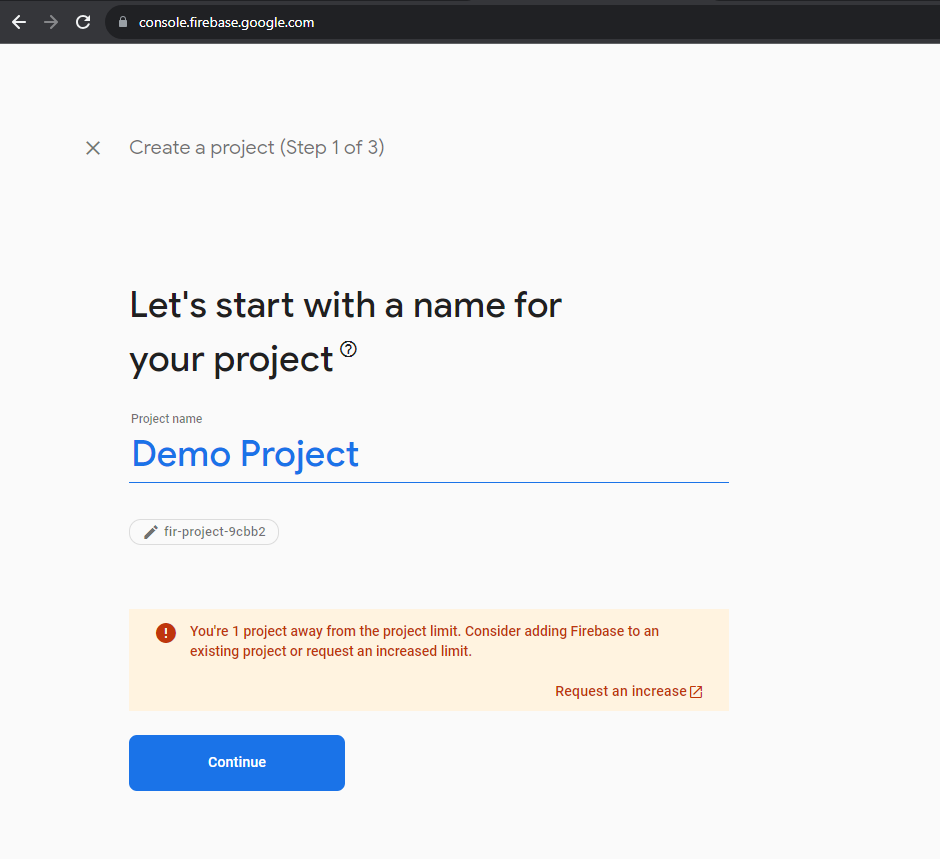 console.firebase.google.com
Create a project (Step 1 of 3)
Let's start with a name for
your project
Project name
Demo Project
fir-project-9cbb2
You're 1 project away from the project limit. Consider adding Firebase to an
existing project or request an increased limit.
Request an increase
Continue